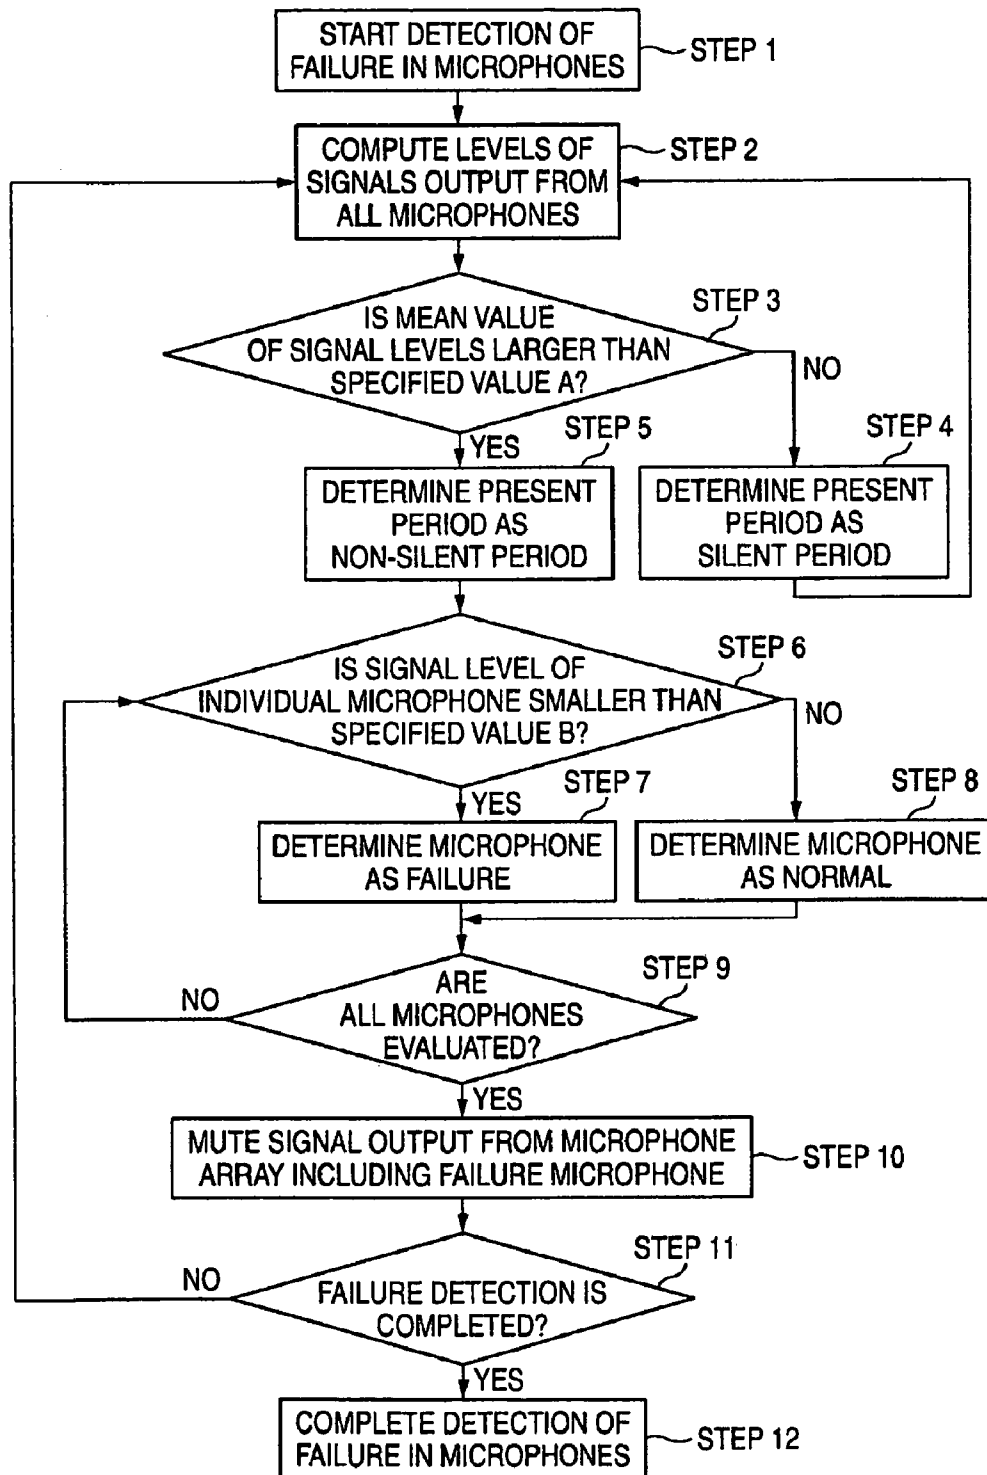 START DETECTION OF
FAILURE IN MICROPHONES
STEP 1
COMPUTE LEVELS OF
SIGNALS OUTPUT FROM
ALL MICROPHONES
STEP 2
IS MEAN VALUE
OF SIGNAL LEVELS LARGER THAN
SPECIFIED VALUE A?
STEP 3
NO
YES
STEP 5
STEP 4
DETERMINE PRESENT
PERIOD AS
NON-SILENT PERIOD
DETERMINE PRESENT
PERIOD AS
SILENT PERIOD
IS SIGNAL LEVEL OF
INDIVIDUAL MICROPHONE SMALLER THAN
SPECIFIED VALUE B?
STEP 6
NO
YES
STEP 7
STEP 8
DETERMINE MICROPHONE
AS FAILURE
DETERMINE MICROPHONE
AS NORMAL
ARE
ALL MICROPHONES
EVALUATED?
STEP 9
NO
YES
MUTE SIGNAL OUTPUT FROM MICROPHONE
ARRAY INCLUDING FAILURE MICROPHONE
STEP 10
FAILURE DETECTION IS
COMPLETED?
STEP 11
NO
YES
COMPLETE DETECTION OF
FAILURE IN MICROPHONES
STEP 12